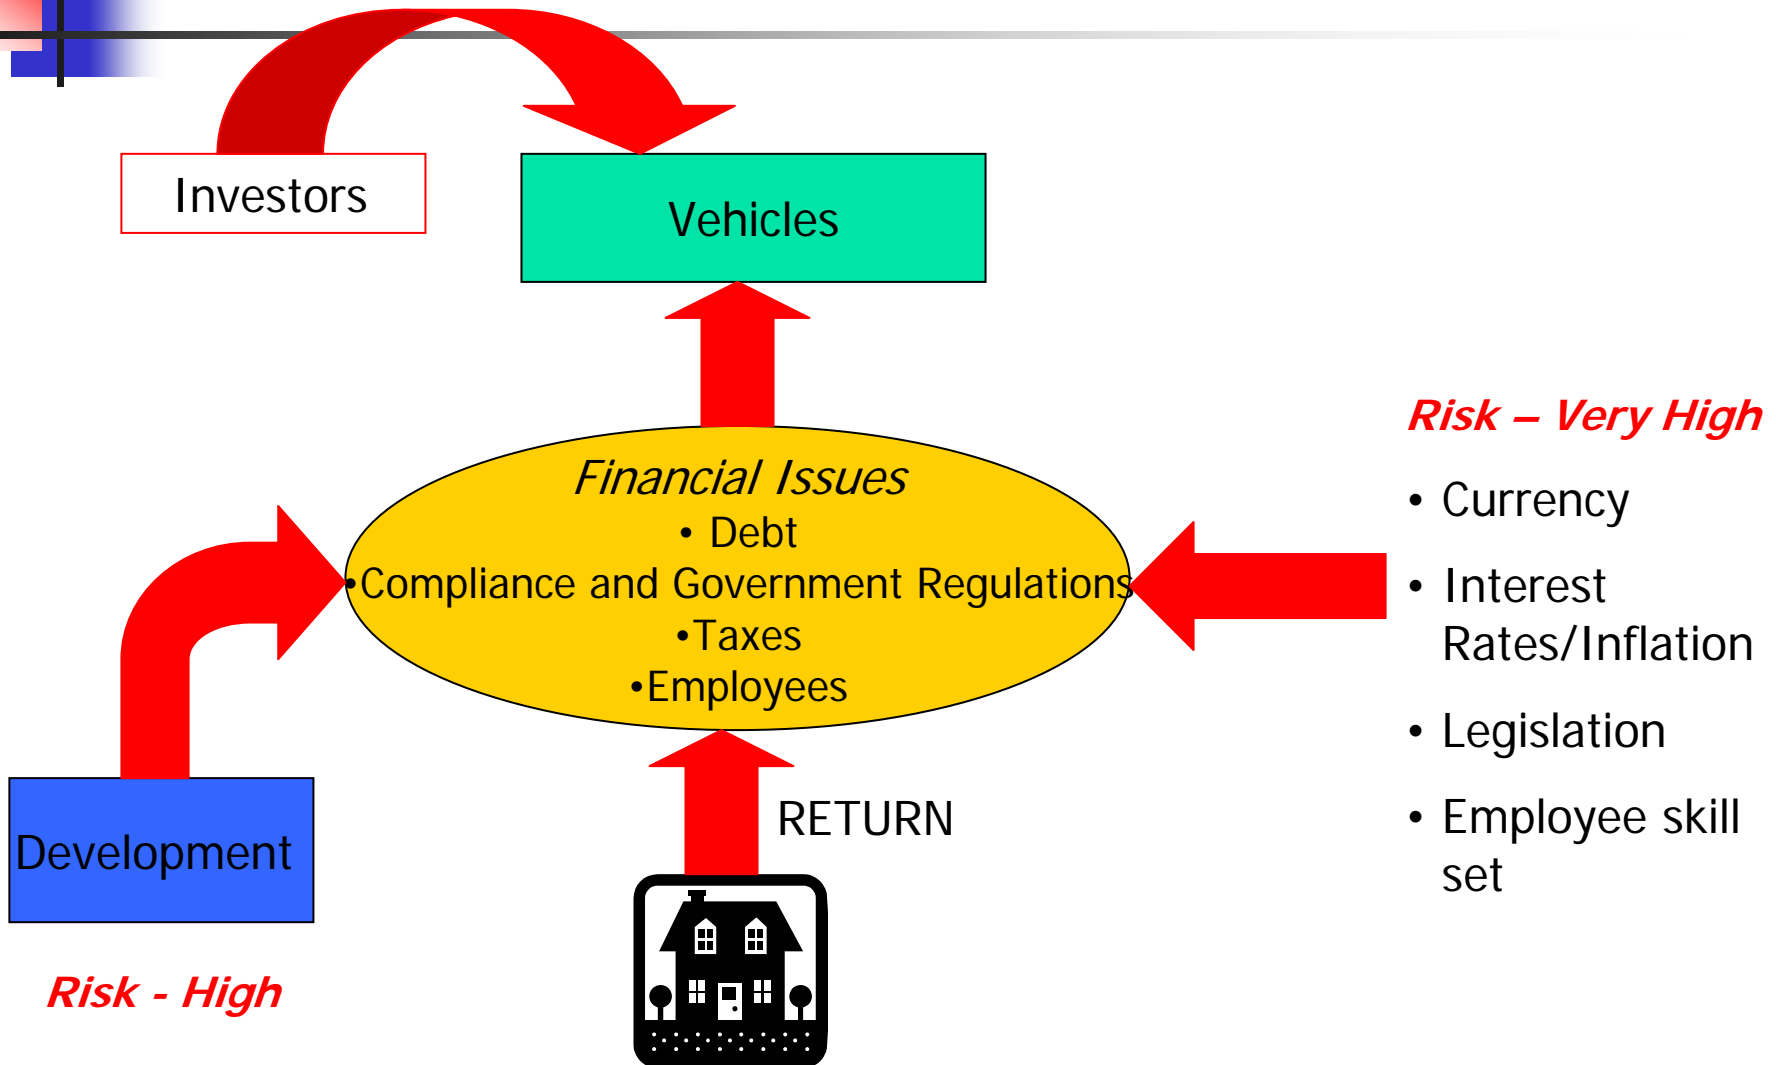 Investors
Vehicles
Risk – Very High
• Currency
• Interest
Rates/Inflation
• Legislation
• Employee skill
set
Financial Issues
• Debt
•Compliance and Government Regulations
•Taxes
•Employees
RETURN
Development
Risk - High